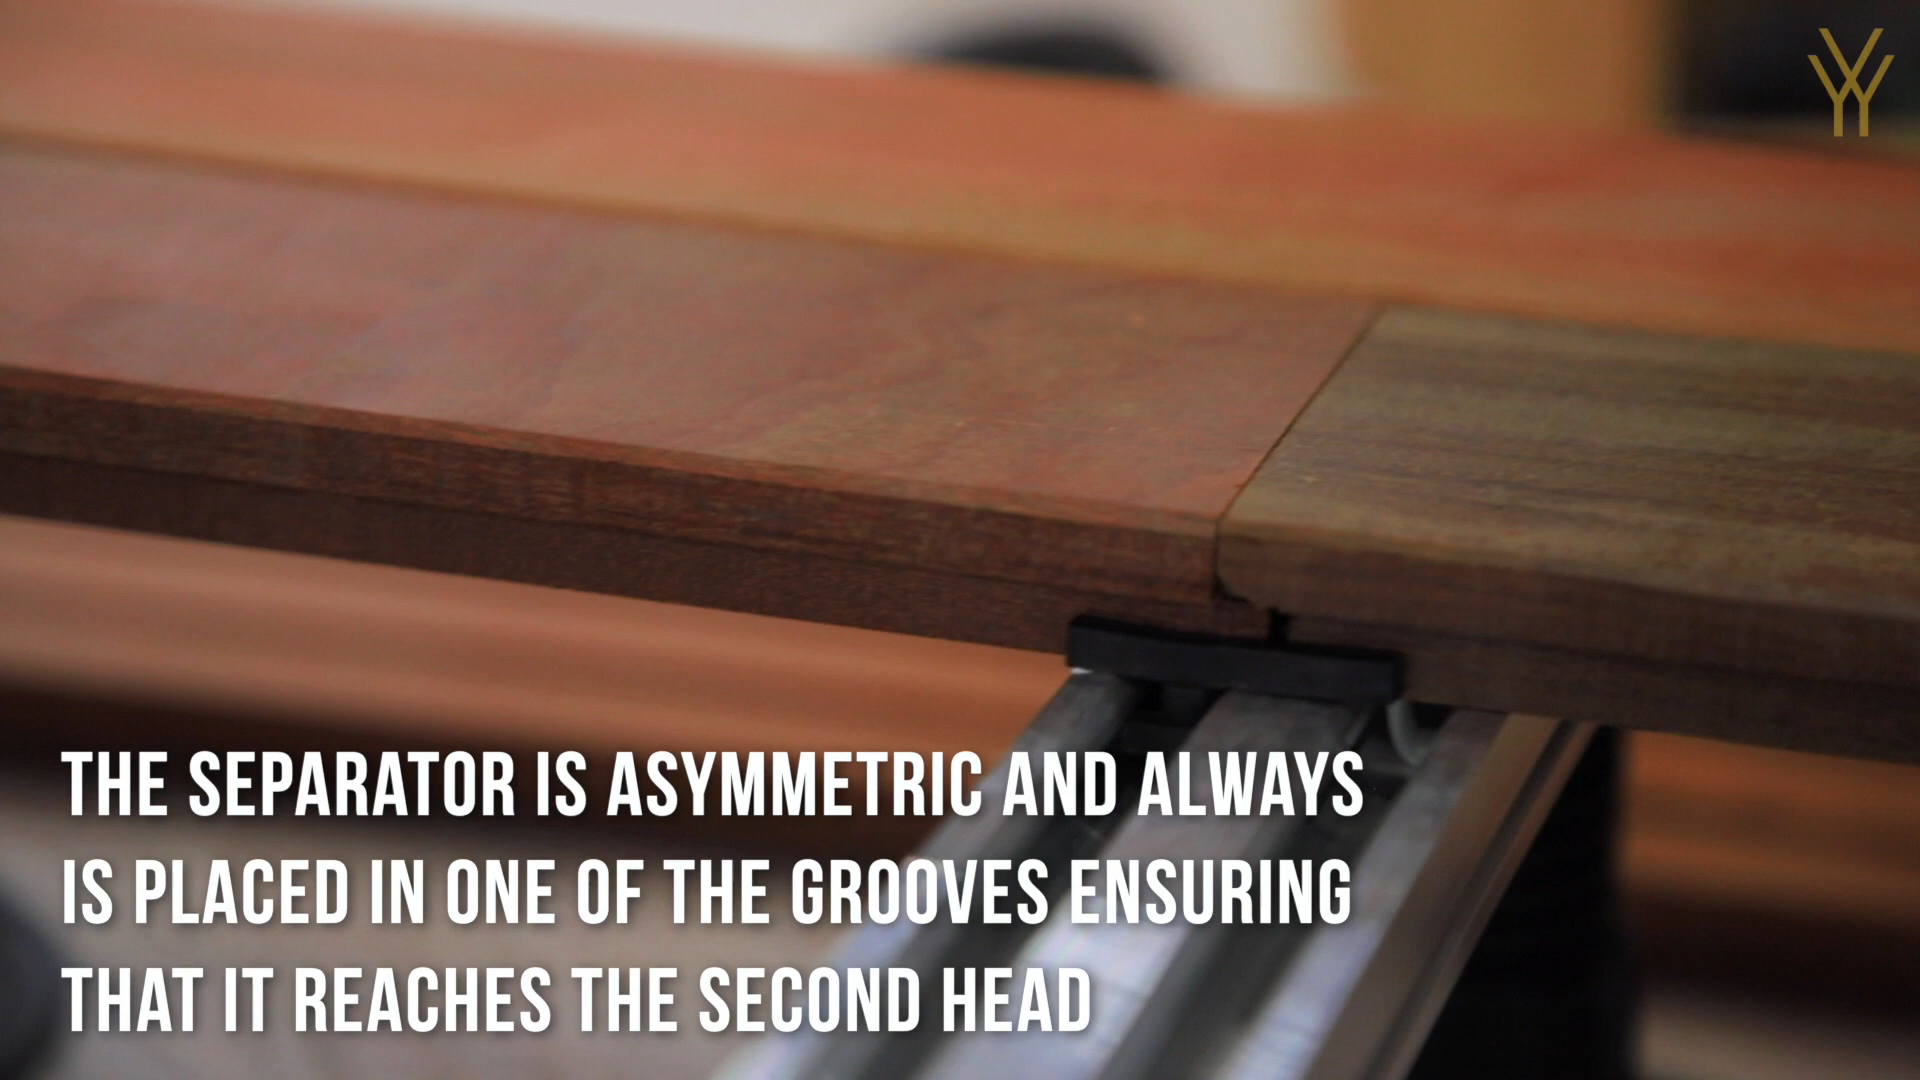 THE SEPARATOR IS ASYMMETRIC AND ALWAYS
IS PLACED IN ONE OF THE GROOVES ENSURING
THAT IT REACHES THE SECOND HEAD